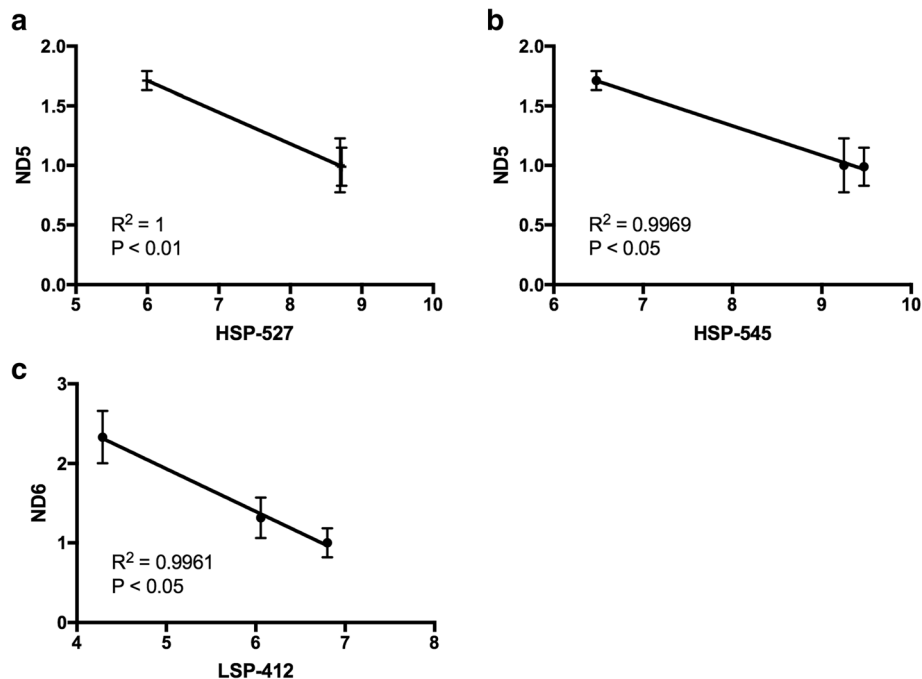 a
2.0
1.5
1.0
0.5
0.0
ND5
R² = 1
P < 0.01
5 6 7 8 9 10
HSP-527
b
2.0
1.5
1.0
0.5
0.0
ND5
R² = 0.9969
P < 0.05
6 7 8 9 10
HSP-545
c
3
2
1
0
ND6
R² = 0.9961
P < 0.05
4 5 6 7 8
LSP-412